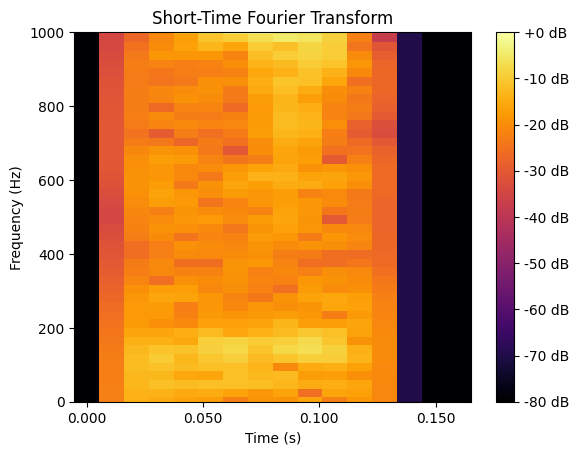 Short-Time Fourier Transform
1000
800
600
400
200
0
Frequency (Hz)
0.000
0.050
0.100
0.150
Time (s)
+0 dB
-10 dB
-20 dB
-30 dB
-40 dB
-50 dB
-60 dB
-70 dB
-80 dB